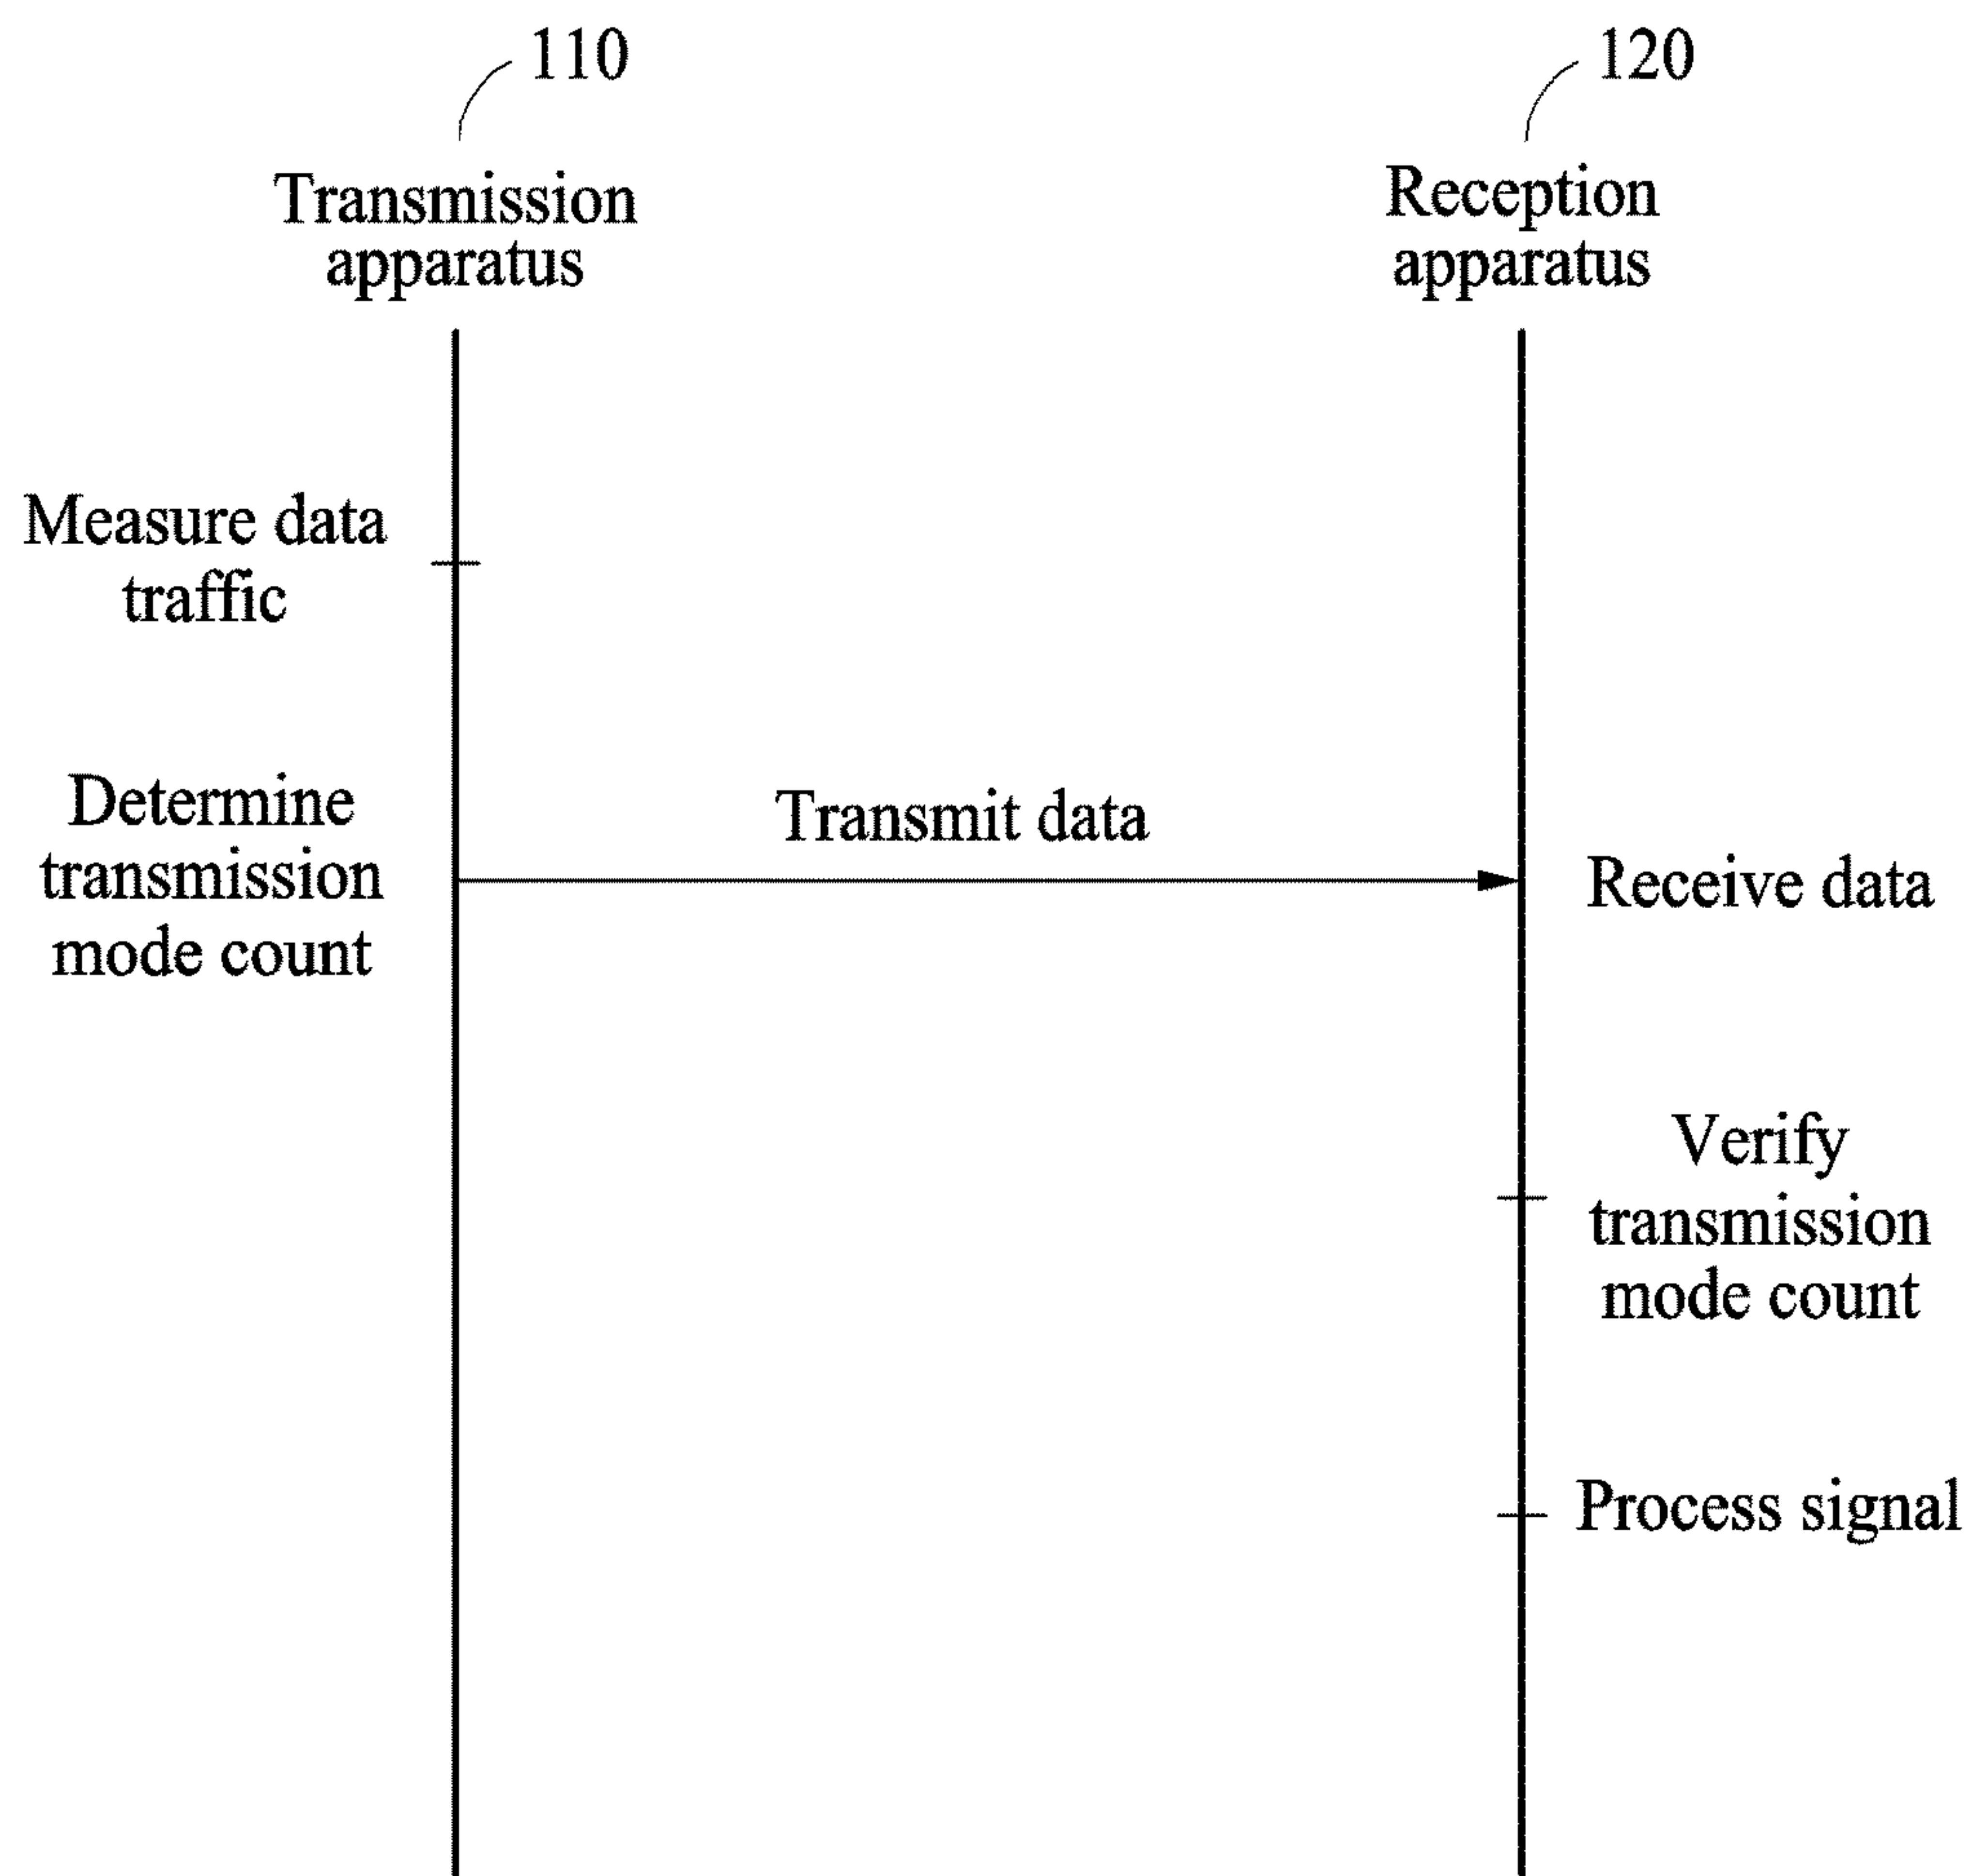 110
120
Transmission
apparatus
Reception
apparatus
Measure data
traffic
Determine
transmission
mode count
Transmit data
Receive data
Verify
transmission
mode count
Process signal